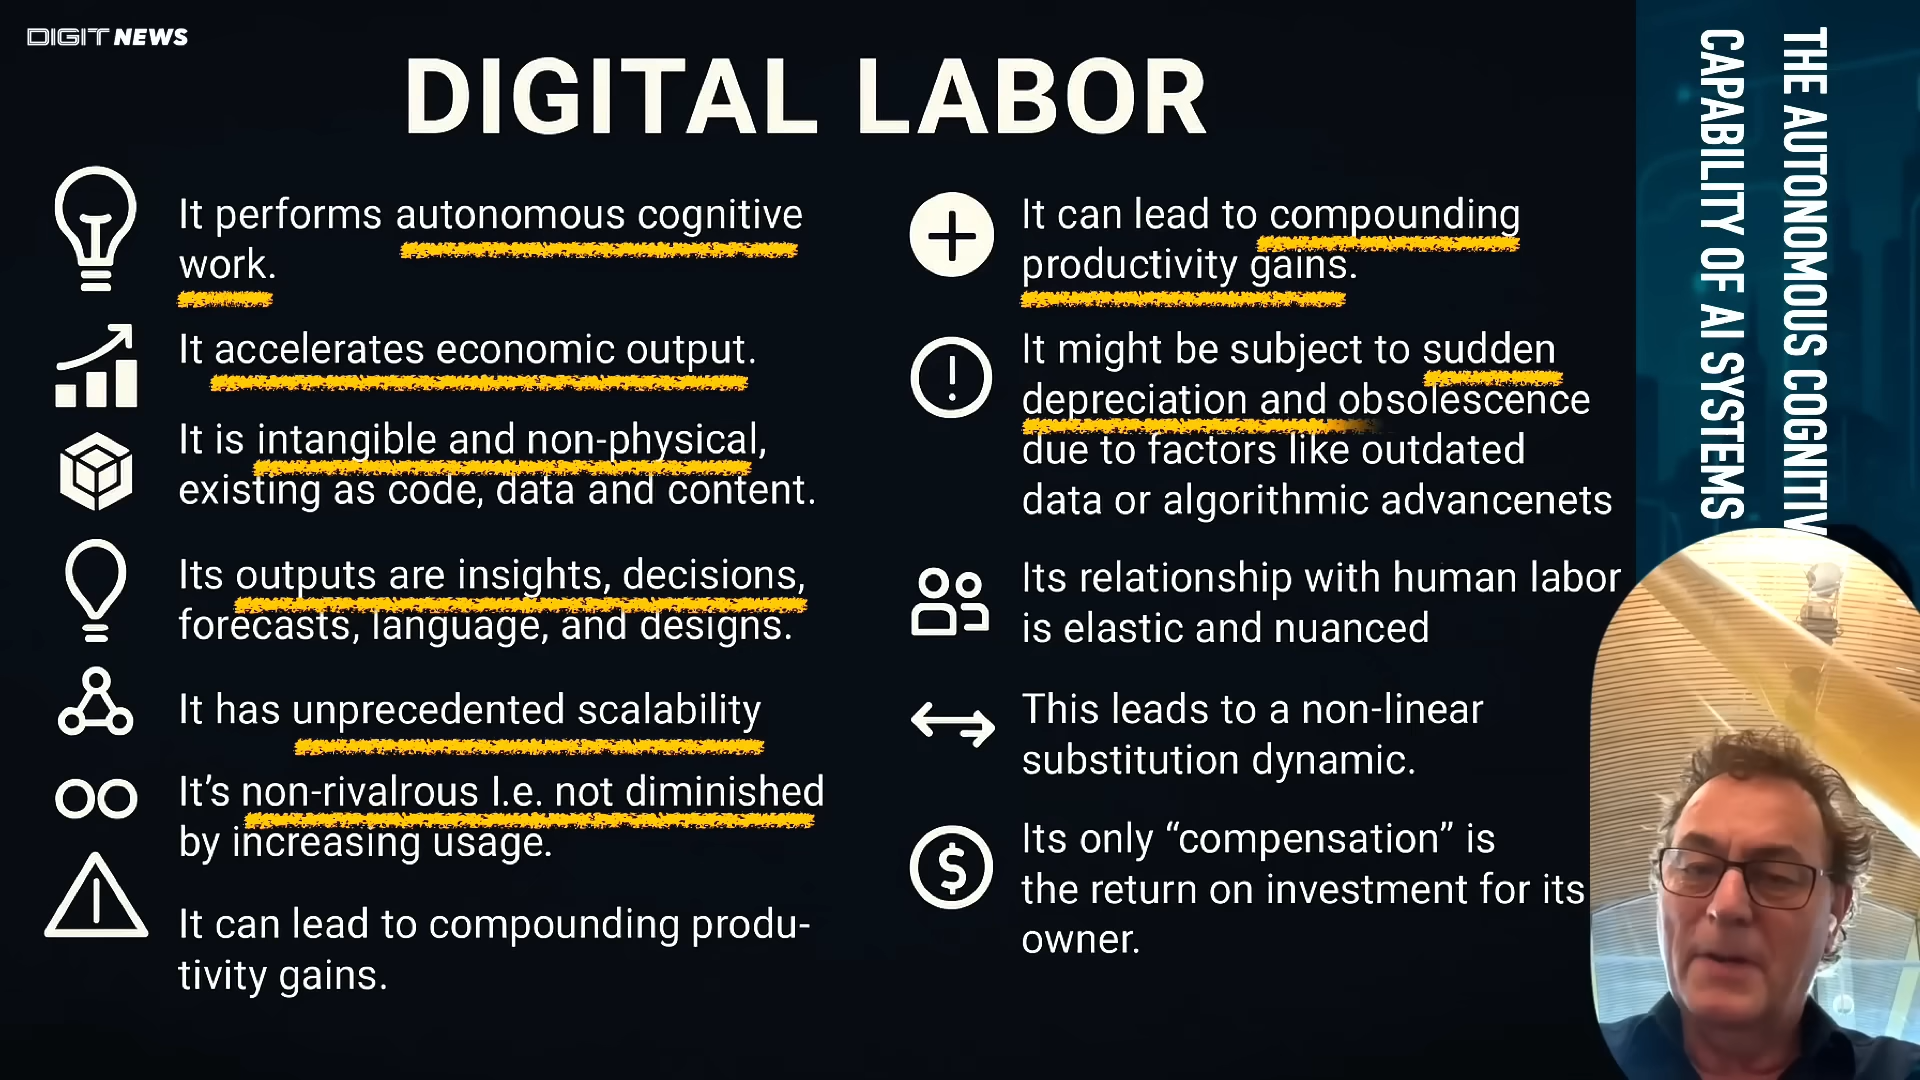 DIGIT NEWS
DIGITAL LABOR
It performs autonomous cognitive
work.
It accelerates economic output.
It is intangible and non-physical,
existing as code, data and content.
Its outputs are insights, decisions,
forecasts, language, and designs.
It has unprecedented scalability
It's non-rivalrous I.e. not diminished
by increasing usage.
It can lead to compounding produ-
tivity gains.
It can lead to compounding
productivity gains.
It might be subject to sudden
depreciation and obsolescence
due to factors like outdated
data or algorithmic advancenets
Its relationship with human labor
is elastic and nuanced
This leads to a non-linear
substitution dynamic.
Its only “compensation” is
the return on investment for its
owner.
THE AUTONOMOUS COGNITIV
CAPABILITY OF AI SYSTEMS